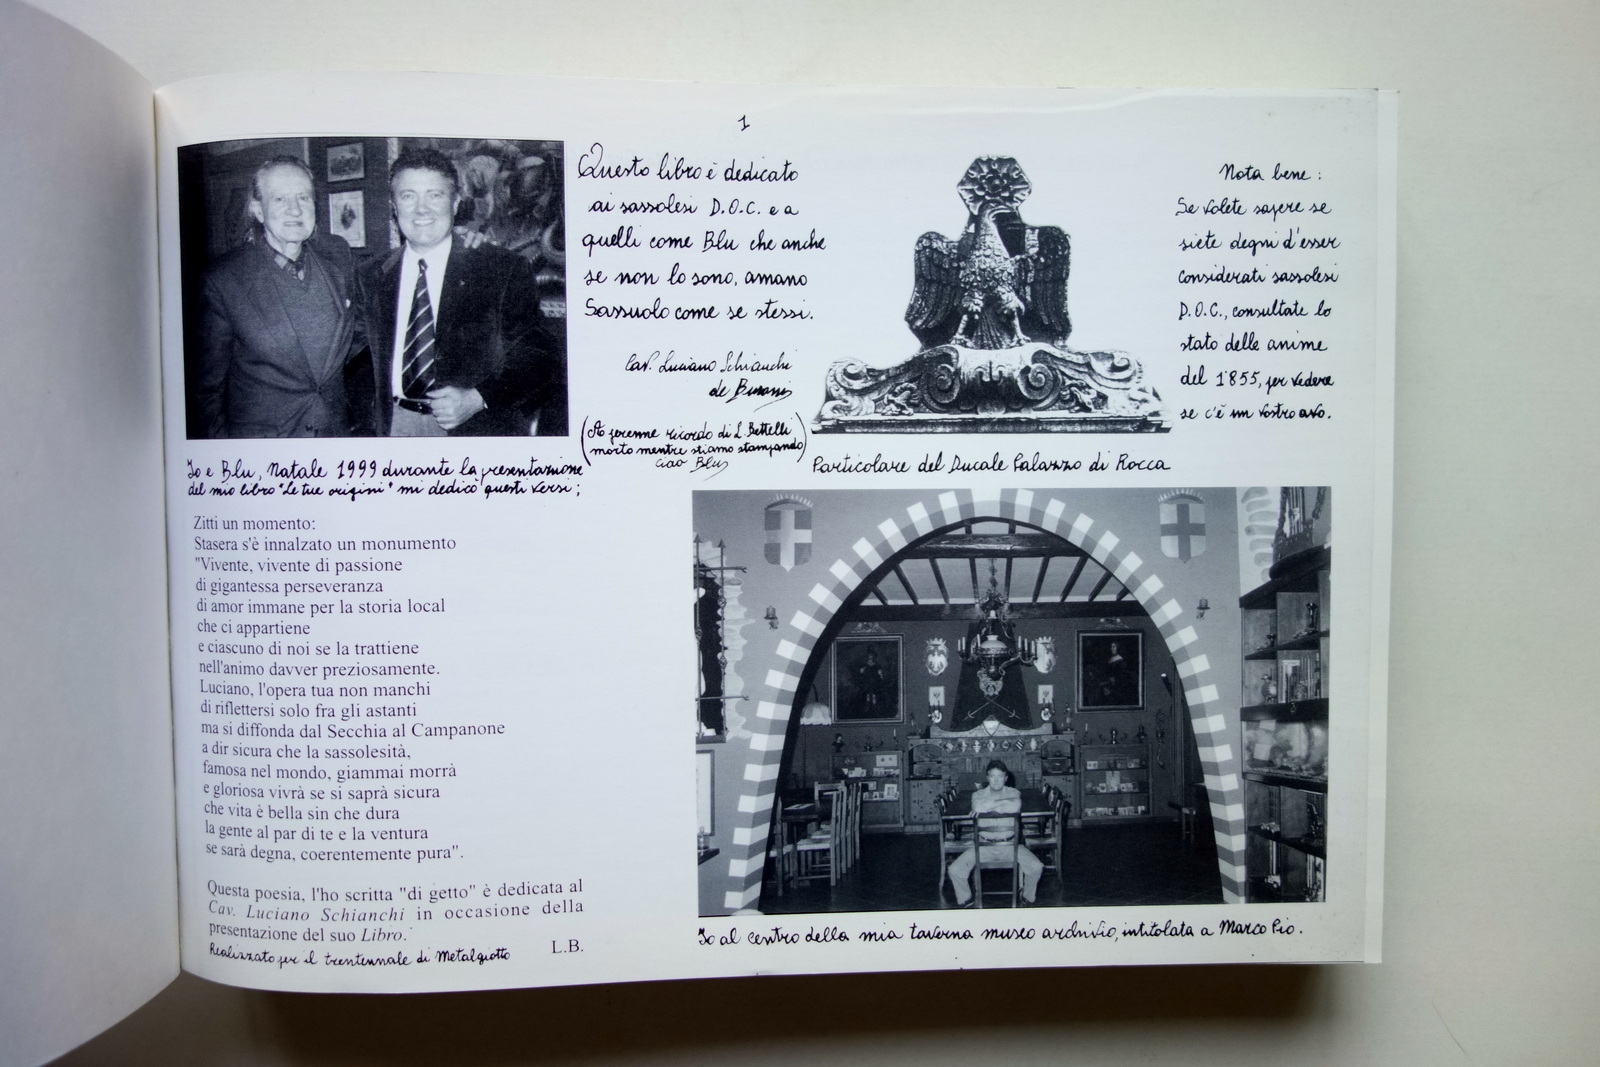 1
Questo libro è dedicato
ai sassolesi D.O.C. e a
quelli come Blu che anche
se non lo sono, amano
Sassuolo come se stessi.
Cav. Luciano Schianchi
de
(A perenne ricordo di L. Bettelli
morto mentre stiamo stampando)
ciao Blu
Nota bene:
Se volete sapere se
siete degni d'esser
considerati sassolesi
D.O.C., consultate lo
stato delle anime
del 1855, per vedere
se c'è un vostro avo.
Particolare del Ducale Palazzo di Rocca
Io e Blu, Natale 1999 durante la presentazione
del mio libro "Le tue origini" mi dedicò questi versi;
Zitti un momento:
Stasera s'è innalzato un monumento
"Vivente, vivente di passione
di gigantessa perseveranza
di amor immane per la storia local
che ci appartiene
e ciascuno di noi se la trattiene
nell'animo davver preziosamente.
Luciano, l'opera tua non manchi
di riflettersi solo fra gli astanti
ma si diffonda dal Secchia al Campanone
a dir sicura che la sassolesità,
famosa nel mondo, giammai morrà
e gloriosa vivrà se si saprà sicura
che vita è bella sin che dura
la gente al par di te e la ventura
se sarà degna, coerentemente pura".
Questa poesia, l'ho scritta "di getto" è dedicata al
Cav. Luciano Schianchi in occasione della
presentazione del suo Libro.
L.B.
Realizzato per il trentennale di Metalgiotto
Io al centro della mia taverna museo archivio, intitolata a Marco Pio.